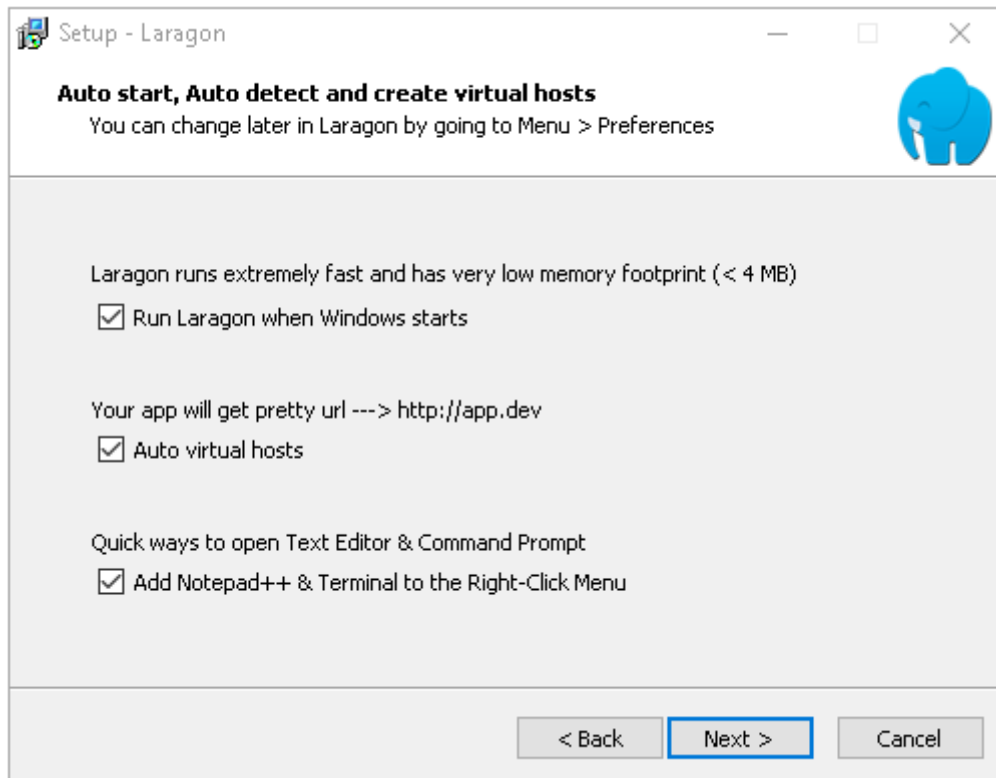 Setup - Laragon
Auto start, Auto detect and create virtual hosts
You can change later in Laragon by going to Menu > Preferences
Laragon runs extremely fast and has very low memory footprint (< 4 MB)
Run Laragon when Windows starts
Your app will get pretty url ---> http://app.dev
Auto virtual hosts
Quick ways to open Text Editor & Command Prompt
Add Notepad++ & Terminal to the Right-Click Menu
< Back Next > Cancel